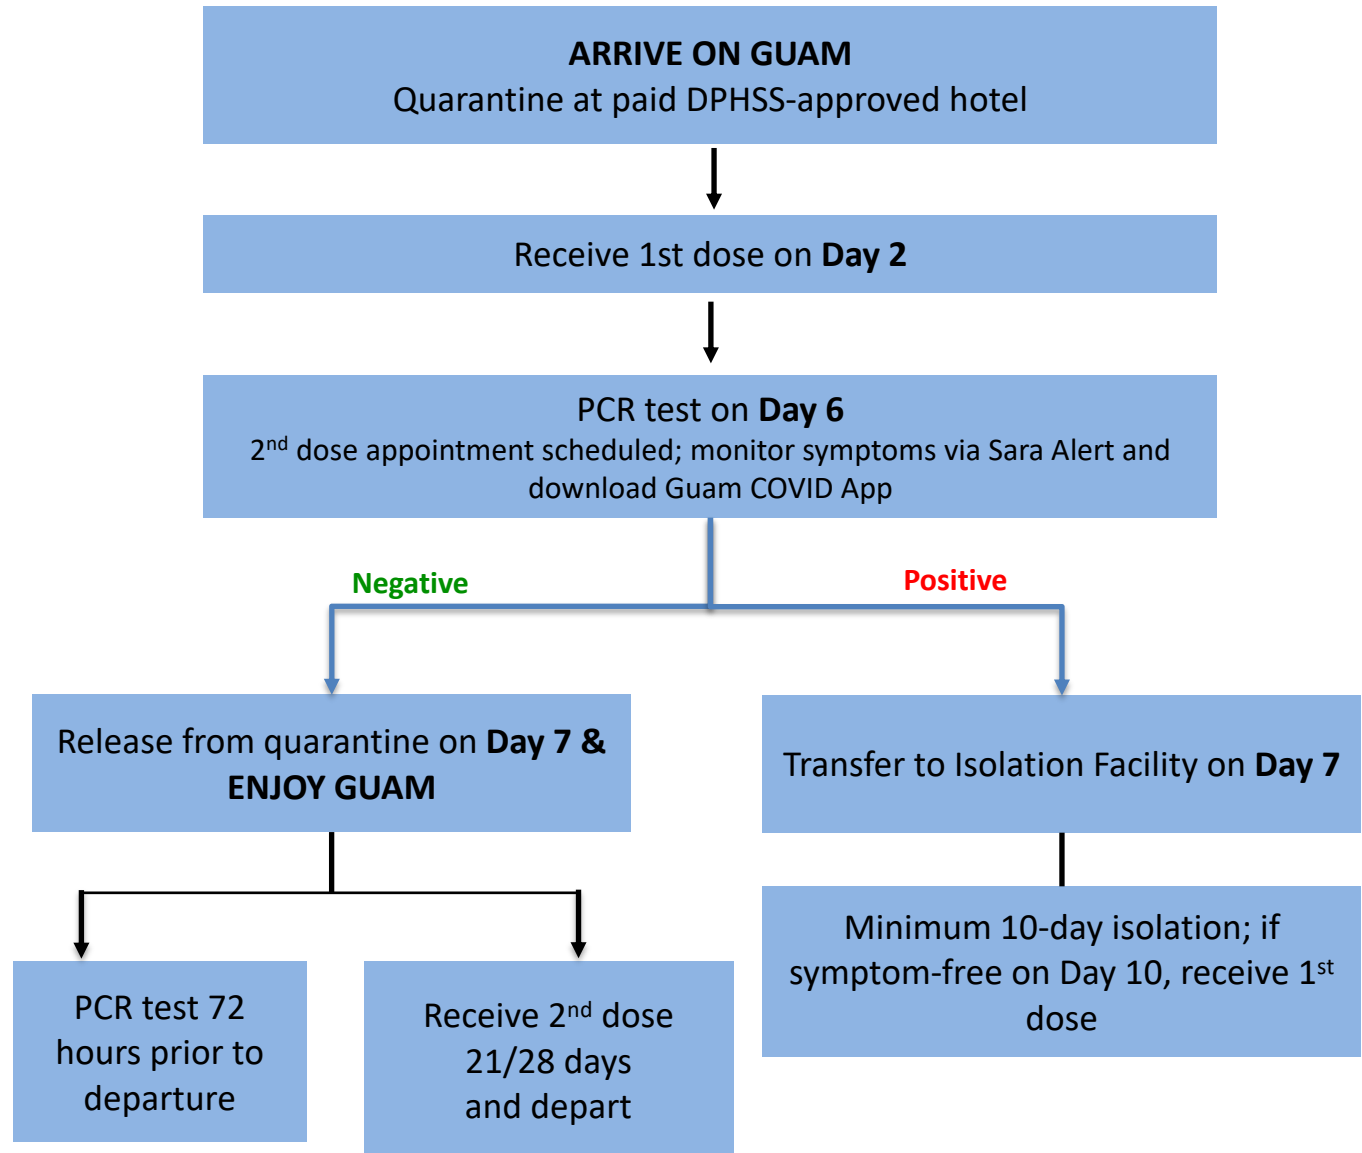 ARRIVE ON GUAM
Quarantine at paid DPHSS-approved hotel
Receive 1st dose on Day 2
PCR test on Day 6
2nd dose appointment scheduled; monitor symptoms via Sara Alert and
download Guam COVID App
Negative
Positive
Release from quarantine on Day 7 &
ENJOY GUAM
Transfer to Isolation Facility on Day 7
Minimum 10-day isolation; if
symptom-free on Day 10, receive 1st
dose
PCR test 72
hours prior to
departure
Receive 2nd dose
21/28 days
and depart